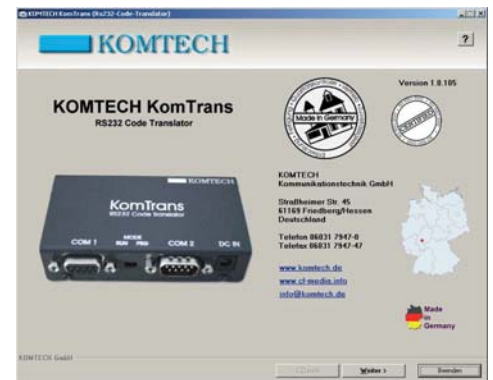 KOMTECH KomTrans (Rs232-Code-Translator)
KOMTECH
?
KOMTECH KomTrans
RS232 Code Translator
Version 1.0.105
Made in Germany
KOMTECH
KomTrans
RS232 Code Translator
COM 1
MODE
RUN PRG
COM 2
DC IN
KOMTECH
Kommunikationstechnik GmbH
Straßheimer Str. 45
61169 Friedberg/Hessen
Deutschland
Telefon 06031 7947-0
Telefax 06031 7947-47
www.komtech.de
www.cf-media.info
info@komtech.de
Made
in
Germany
KOMTECH GmbH
Weiter >
Beenden